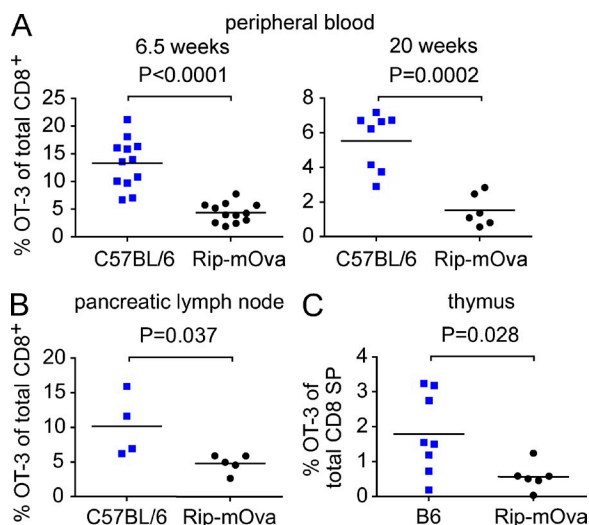 A
peripheral blood
6.5 weeks
20 weeks
P<0.0001
P=0.0002
% OT-3 of total CD8⁺
25
20
15
10
5
0
C57BL/6
Rip-mOva
8
6
4
2
0
C57BL/6
Rip-mOva
B
pancreatic lymph node
P=0.037
% OT-3 of total CD8⁺
20
15
10
5
0
C57BL/6
Rip-mOva
C
thymus
P=0.028
% OT-3 of
total CD8 SP
4
3
2
1
0
B6
Rip-mOva